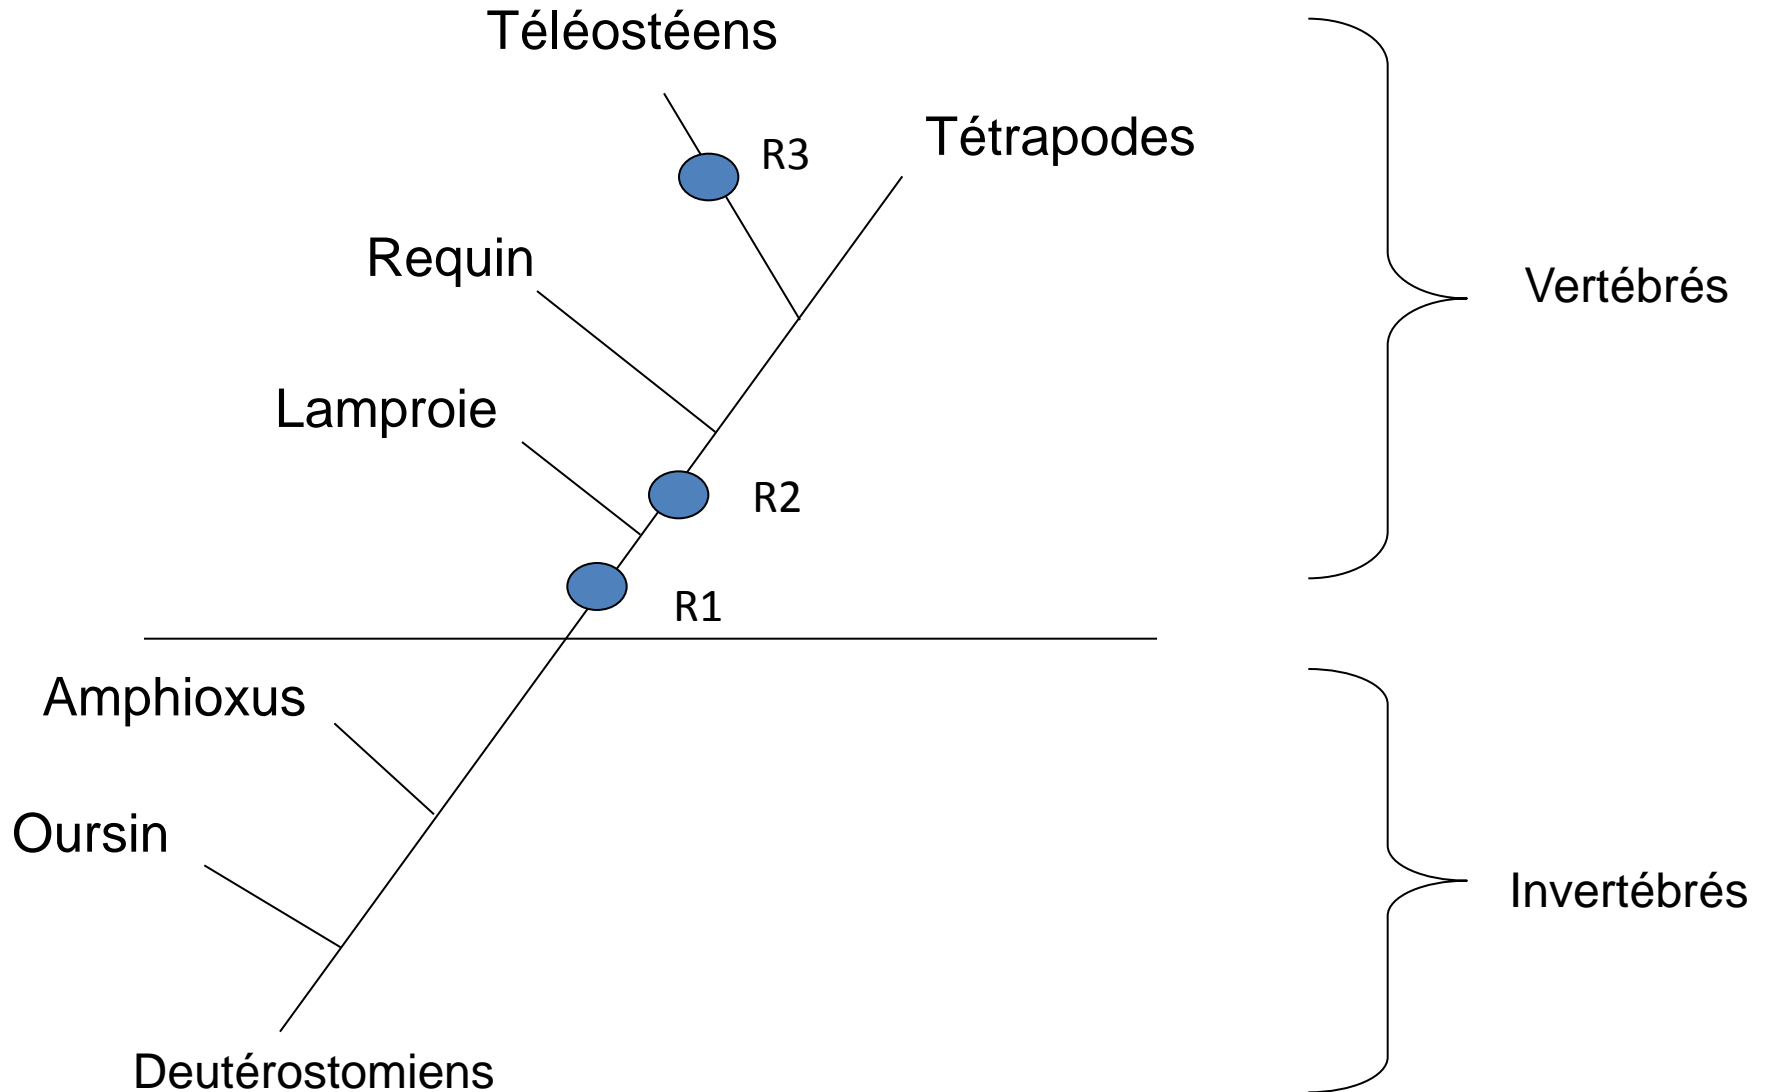 Téléostéens
Tétrapodes
R3
Requin
Vertébrés
Lamproie
R2
R1
Amphioxus
Oursin
Invertébrés
Deutérostomiens